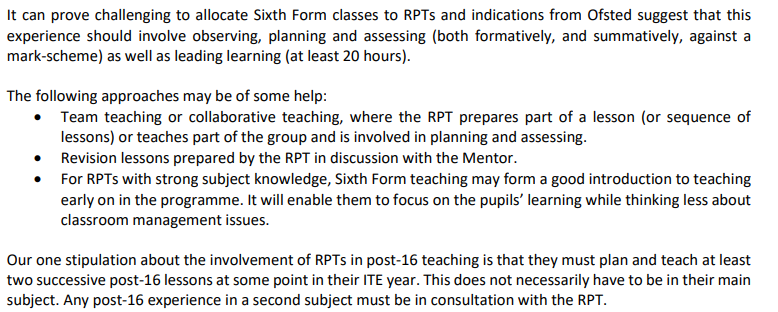 It can prove challenging to allocate Sixth Form classes to RPTs and indications from Ofsted suggest that this
experience should involve observing, planning and assessing (both formatively, and summatively, against a
mark-scheme) as well as leading learning (at least 20 hours).
The following approaches may be of some help:
• Team teaching or collaborative teaching, where the RPT prepares part of a lesson (or sequence of
lessons) or teaches part of the group and is involved in planning and assessing.
• Revision lessons prepared by the RPT in discussion with the Mentor.
• For RPTs with strong subject knowledge, Sixth Form teaching may form a good introduction to teaching
early on in the programme. It will enable them to focus on the pupils’ learning while thinking less about
classroom management issues.
Our one stipulation about the involvement of RPTs in post-16 teaching is that they must plan and teach at least
two successive post-16 lessons at some point in their ITE year. This does not necessarily have to be in their main
subject. Any post-16 experience in a second subject must be in consultation with the RPT.